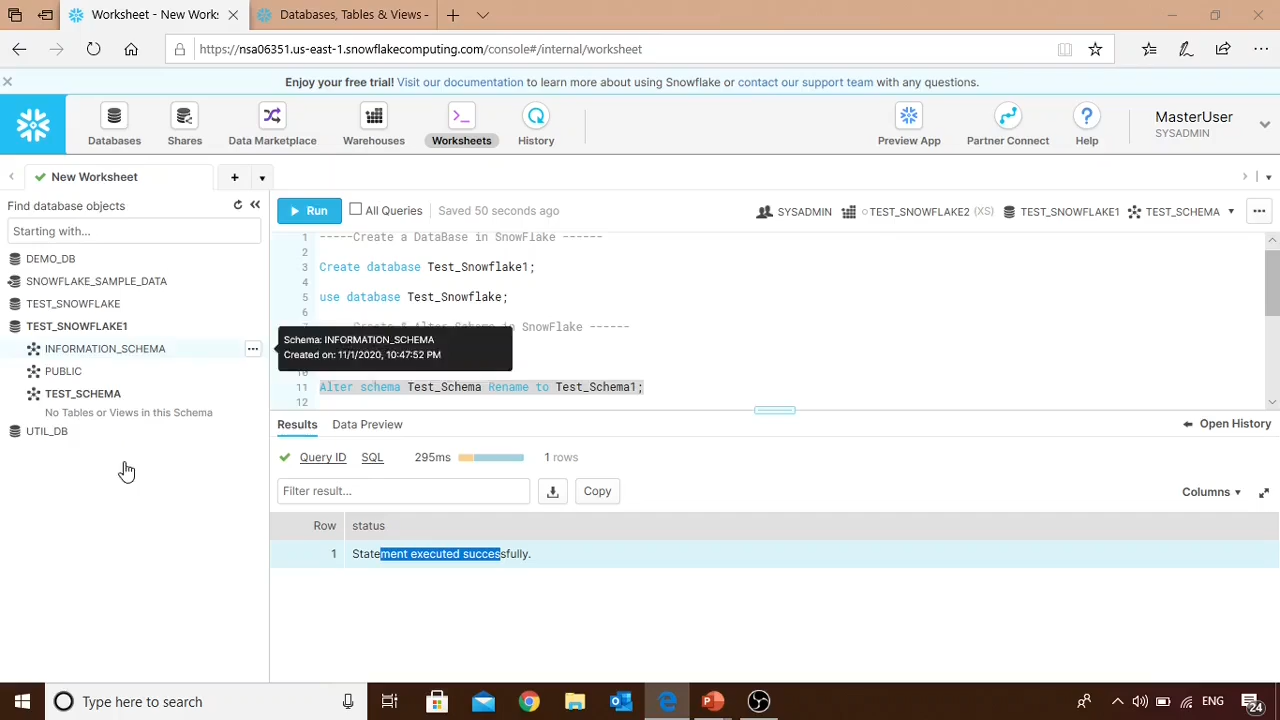 Worksheet - New Works
Databases, Tables & Views -
https://nsa06351.us-east-1.snowflakecomputing.com/console#/internal/worksheet
Enjoy your free trial! Visit our documentation to learn more about using Snowflake or contact our support team with any questions.
Databases
Shares
Data Marketplace
Warehouses
Worksheets
History
Preview App
Partner Connect
Help
MasterUser
SYSADMIN
New Worksheet
Find database objects
Starting with...
DEMO_DB
SNOWFLAKE_SAMPLE_DATA
TEST_SNOWFLAKE
TEST_SNOWFLAKE1
INFORMATION_SCHEMA
PUBLIC
TEST_SCHEMA
No Tables or Views in this Schema
UTIL_DB
Schema: INFORMATION_SCHEMA
Created on: 11/1/2020, 10:47:52 PM
Run
All Queries
Saved 50 seconds ago
SYSADMIN
TEST_SNOWFLAKE2 (XS)
TEST_SNOWFLAKE1
TEST_SCHEMA
1 -----Create a DataBase in SnowFlake ------
2
3 Create database Test_Snowflake1;
4
5 use database Test_Snowflake;
6
Create & Alter Schema in SnowFlake ------
10
11 Alter schema Test_Schema Rename to Test_Schema1;
12
Results
Data Preview
Open History
Query ID
SQL
295ms
1 rows
Filter result...
Copy
Columns
Row status
1 Statement executed successfully.
Type here to search
ENG
24